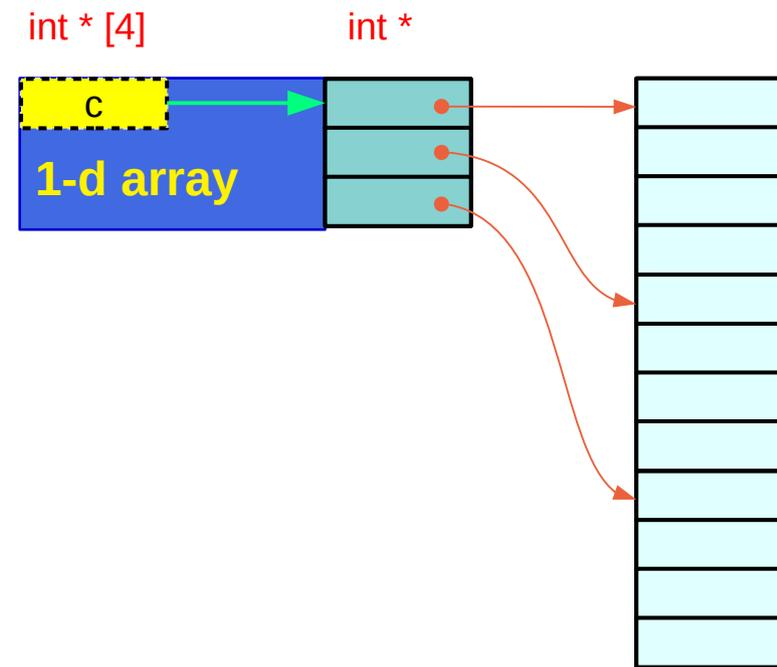 int * [4]
int *
c
1-d array